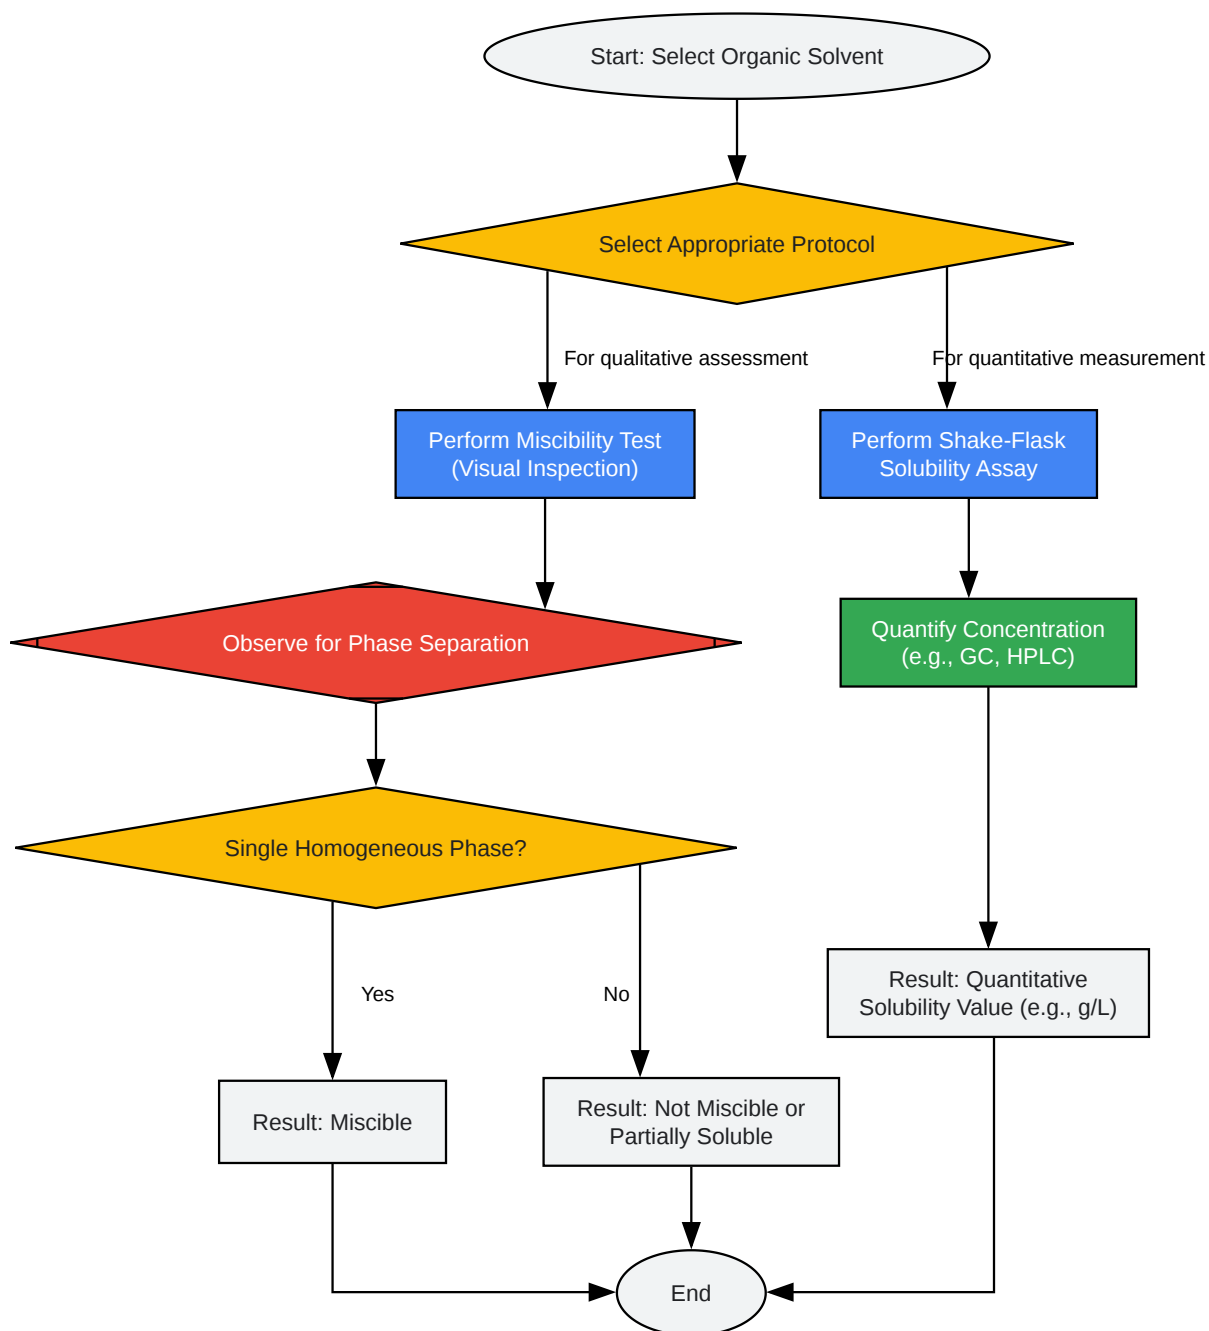 Start: Select Organic Solvent
Select Appropriate Protocol
For qualitative assessment
For quantitative measurement
Perform Miscibility Test
(Visual Inspection)
Perform Shake-Flask
Solubility Assay
Observe for Phase Separation
Quantify Concentration
(e.g., GC, HPLC)
Single Homogeneous Phase?
Yes
No
Result: Quantitative
Solubility Value (e.g., g/L)
Result: Miscible
Result: Not Miscible or
Partially Soluble
End